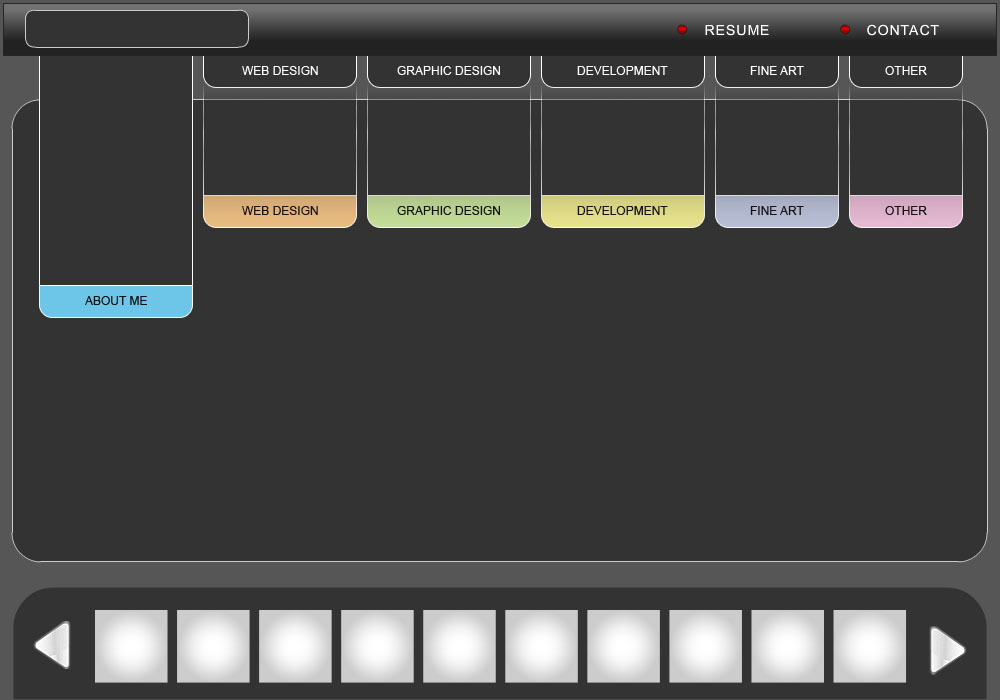 RESUME CONTACT
WEB DESIGN GRAPHIC DESIGN DEVELOPMENT FINE ART OTHER
WEB DESIGN GRAPHIC DESIGN DEVELOPMENT FINE ART OTHER
ABOUT ME